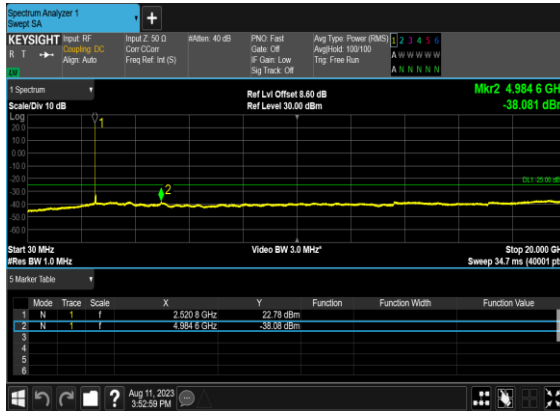 Spectrum Analyzer 1
Swept SA
KEYSIGHT Input: RF Input Z: 50 Ω #Atten: 40 dB PNO: Fast Avg Type: Power (RMS) 1 2 3 4 5 6
R T Coupling: DC Corr CCorr Gate: Off Avg|Hold: 100/100 A W W W W W
Align: Auto Freq Ref: Int (S) IF Gain: Low Trig: Free Run
Sig Track: Off A N N N N N
1 Spectrum Ref Lvl Offset 8.60 dB Mkr2 4.984 6 GH
Scale/Div 10 dB Ref Level 30.00 dBm -38.081 dBm
Log
20.0
10.0
0.00
-10.0
-20.0
-30.0
-40.0
-50.0
-60.0
1
2
DL1 -25.00 dB
Start 30 MHz Video BW 3.0 MHz* Stop 20.000 GH
#Res BW 1.0 MHz Sweep 34.7 ms (40001 pt
5 Marker Table
Mode Trace Scale X Y Function Function Width Function Value
1 N 1 f 2.520 8 GHz 22.78 dBm
2 N 1 f 4.984 6 GHz -38.08 dBm
3
4
5
6
? Aug 11, 2023
3:52:59 PM